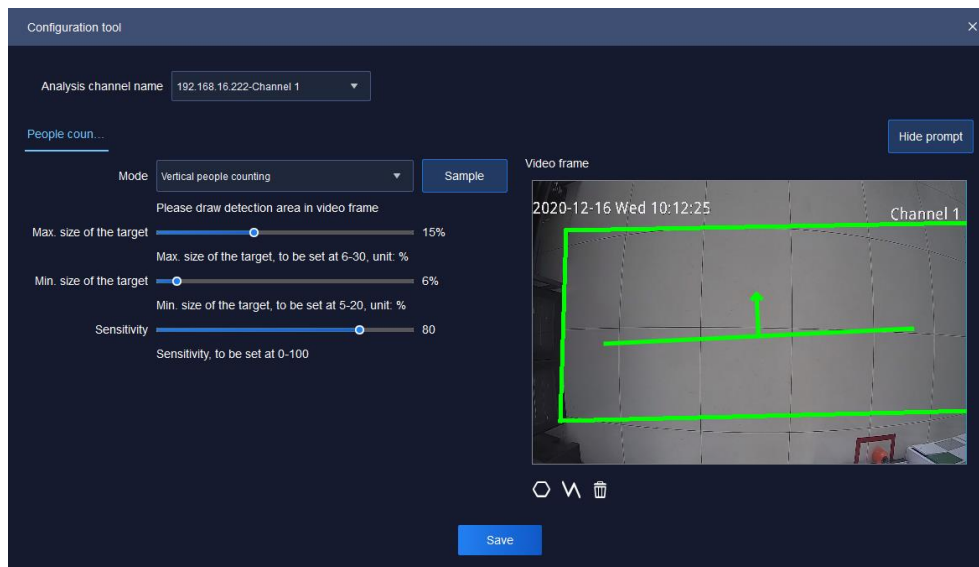 Configuration tool
Analysis channel name 192.168.16.222-Channel 1
People coun...
Hide prompt
Mode Vertical people counting Sample
Please draw detection area in video frame
Max. size of the target 15%
Max. size of the target, to be set at 6-30, unit: %
Min. size of the target 6%
Min. size of the target, to be set at 5-20, unit: %
Sensitivity 80
Sensitivity, to be set at 0-100
Video frame
2020-12-16 Wed 10:12:25
Channel 1
Save